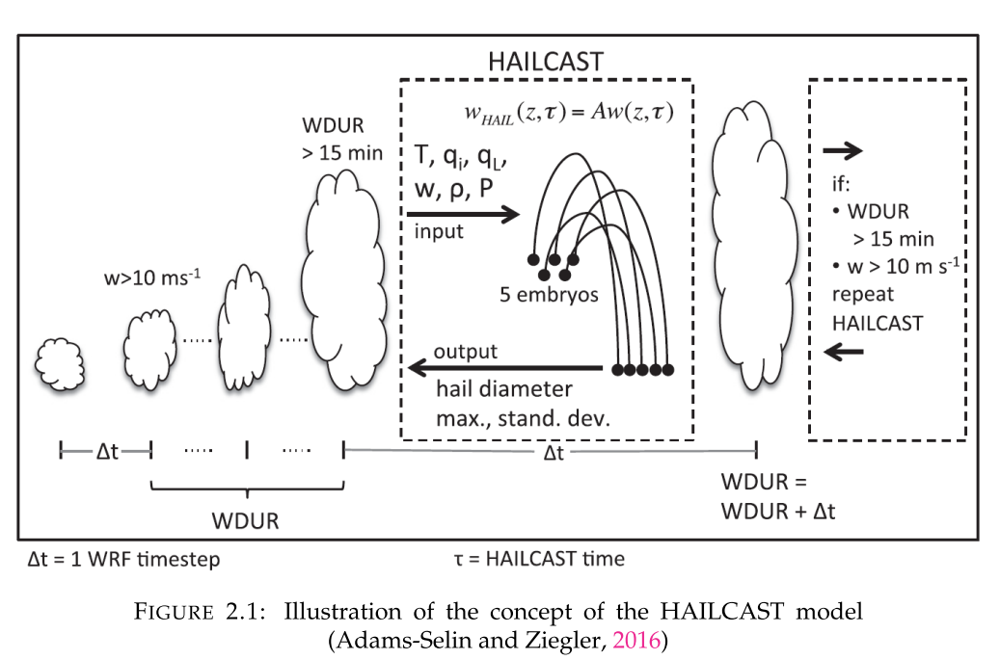 HAILCAST
w_HAIL(z,τ) = Aw(z,τ)
WDUR
> 15 min
T, qᵢ, q_L,
w, ρ, P
input
5 embryos
w>10 ms⁻¹
output
hail diameter
max., stand. dev.
if:
• WDUR
> 15 min
• w > 10 m s⁻¹
repeat
HAILCAST
Δt
.....
.....
Δt
WDUR
WDUR =
WDUR + Δt
Δt = 1 WRF timestep
τ = HAILCAST time
FIGURE 2.1: Illustration of the concept of the HAILCAST model
(Adams-Selin and Ziegler, 2016)